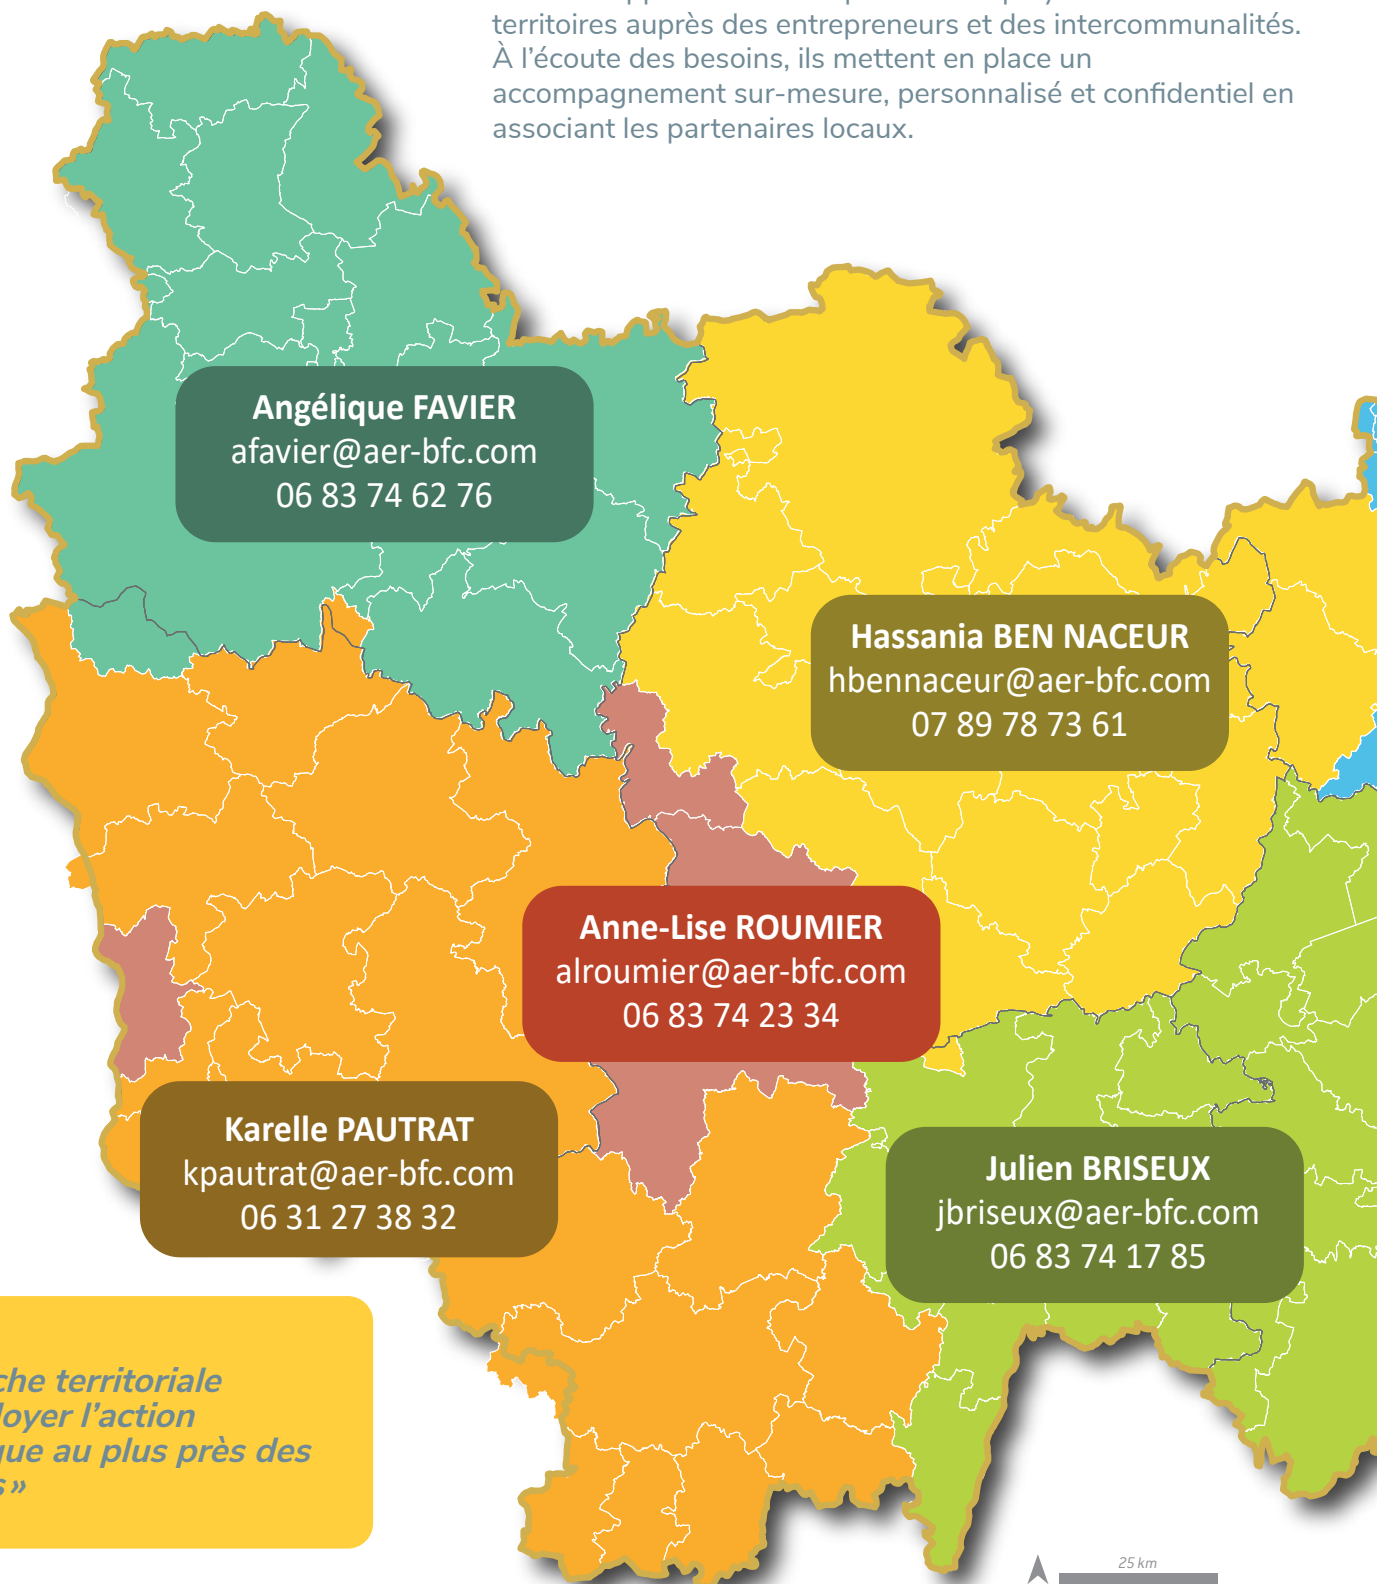 territoires auprès des entrepreneurs et des intercommunalités.
À l’écoute des besoins, ils mettent en place un
accompagnement sur-mesure, personnalisé et confidentiel en
associant les partenaires locaux.
Angélique FAVIER
afavier@aer-bfc.com
06 83 74 62 76
Hassania BEN NACEUR
hbennaceur@aer-bfc.com
07 89 78 73 61
Anne-Lise ROUMIER
alroumier@aer-bfc.com
06 83 74 23 34
Karelle PAUTRAT
kpautrat@aer-bfc.com
06 31 27 38 32
Julien BRISEUX
jbriseux@aer-bfc.com
06 83 74 17 85
che territoriale
loyer l’action
que au plus près des
s»
25 km